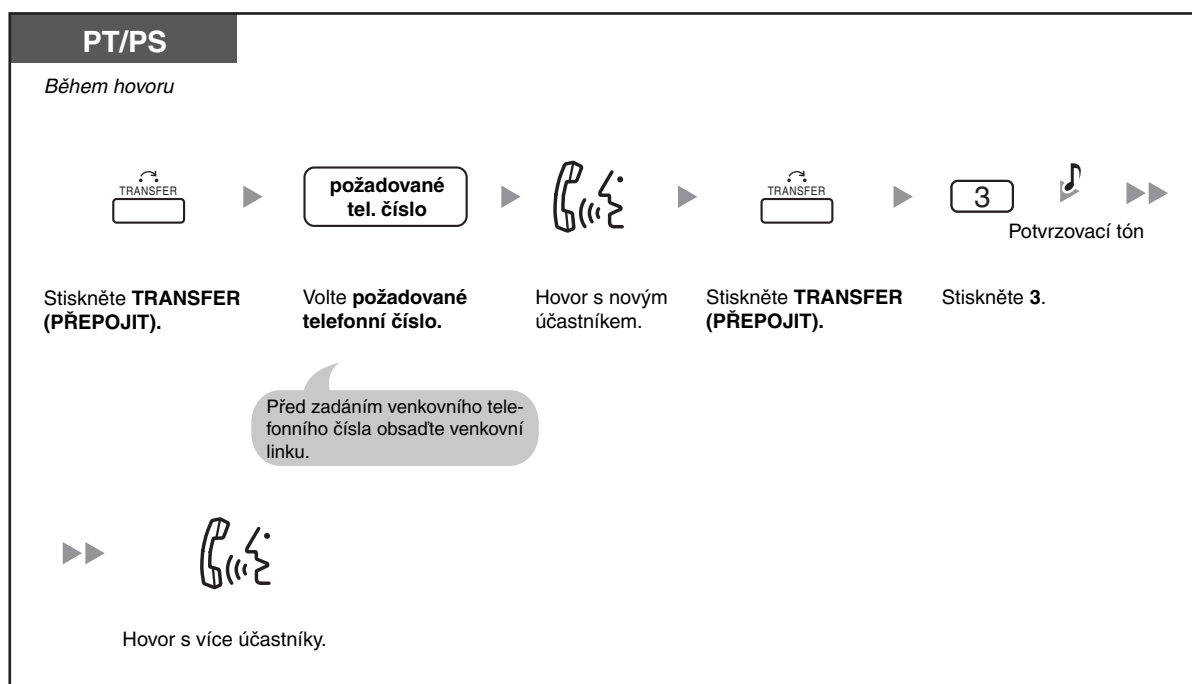 PT/PS
Během hovoru
TRANSFER
požadované
tel. číslo
TRANSFER
3
Potvrzovací tón
Stiskněte TRANSFER
(PŘEPOJIT).
Volte požadované
telefonní číslo.
Hovor s novým
účastníkem.
Stiskněte TRANSFER
(PŘEPOJIT).
Stiskněte 3.
Před zadáním venkovního tele-
fonního čísla obsaďte venkovní
linku.
Hovor s více účastníky.